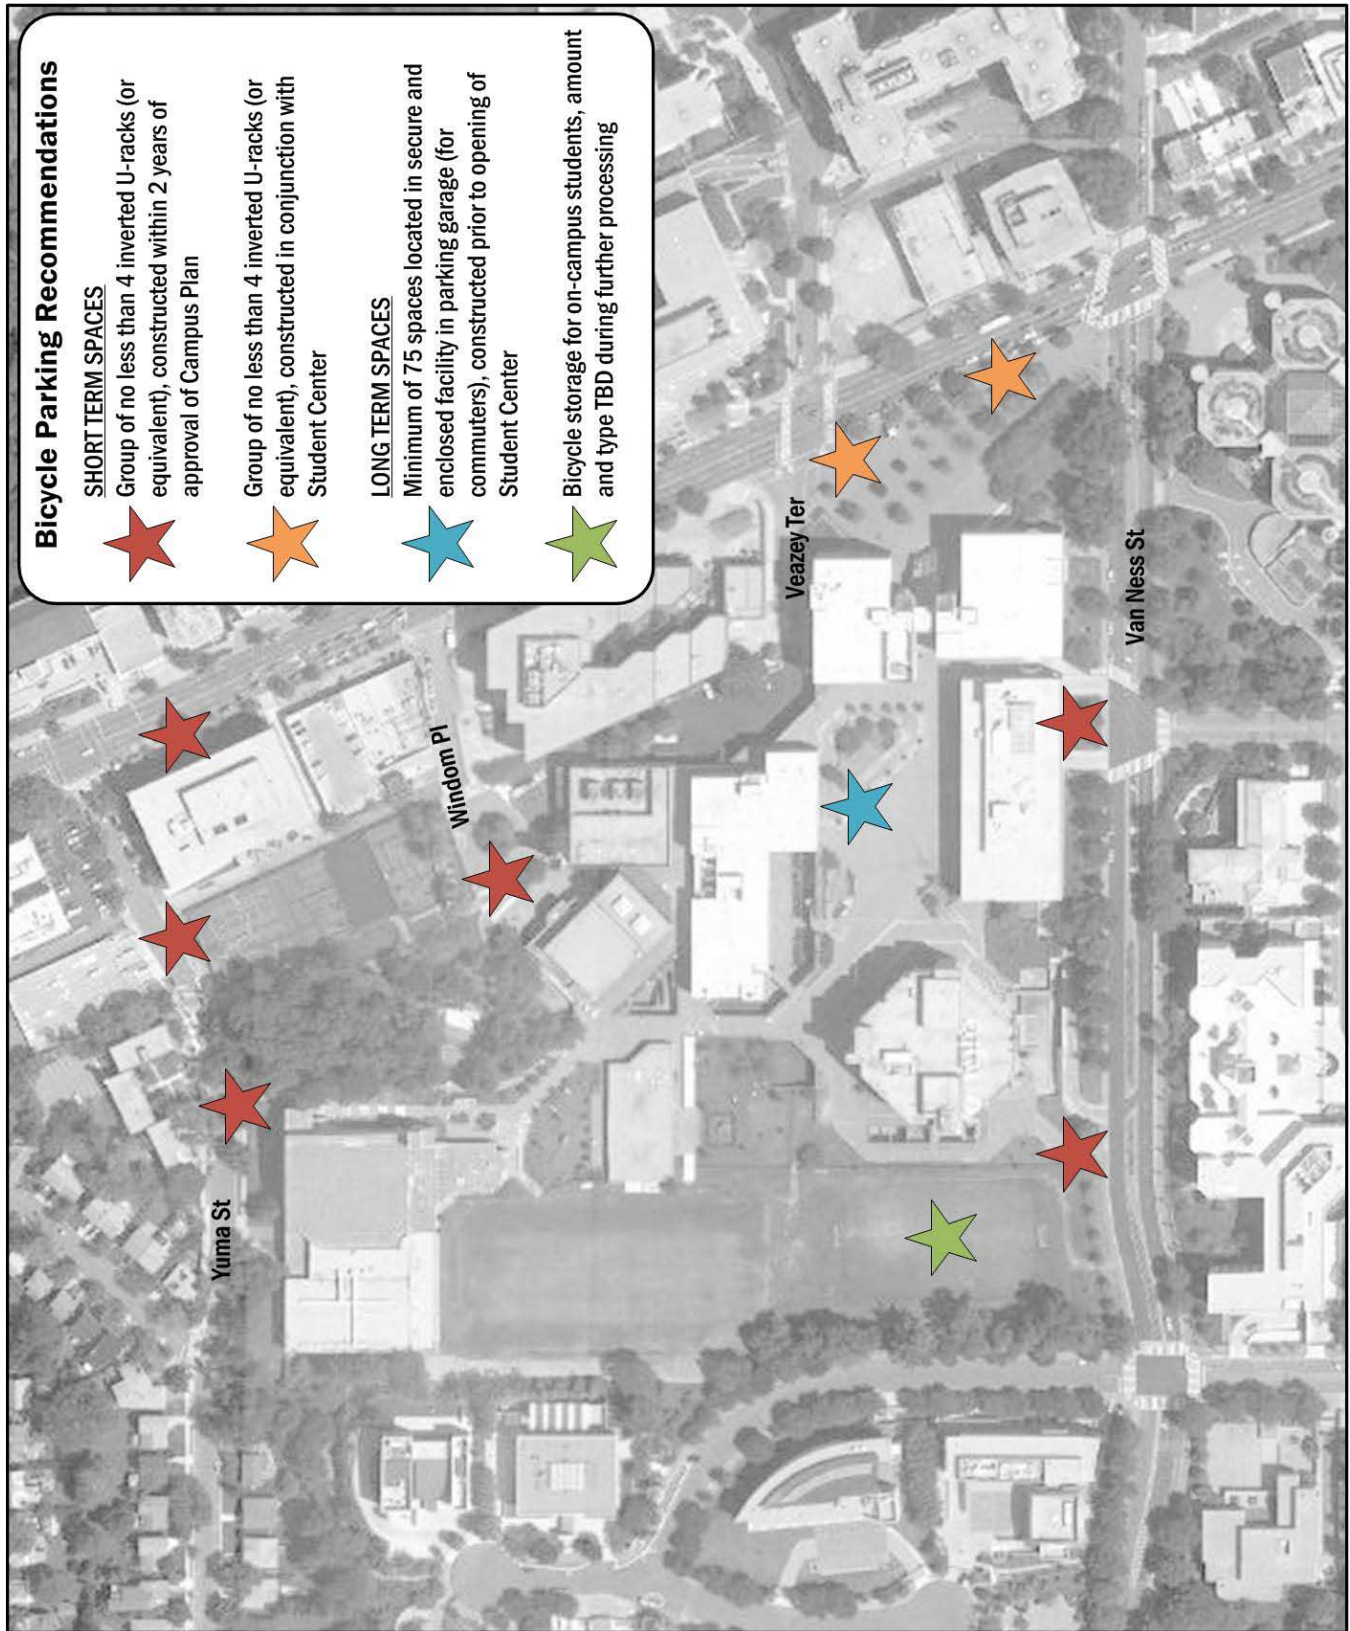 Bicycle Parking Recommendations
SHORT TERM SPACES
Group of no less than 4 inverted U-racks (or
equivalent), constructed within 2 years of
approval of Campus Plan
Group of no less than 4 inverted U-racks (or
equivalent), constructed in conjunction with
Student Center
LONG TERM SPACES
Minimum of 75 spaces located in secure and
enclosed facility in parking garage (for
commuters), constructed prior to opening of
Student Center
Bicycle storage for on-campus students, amount
and type TBD during further processing
Yuma St
Windom Pl
Veazey Ter
Van Ness St